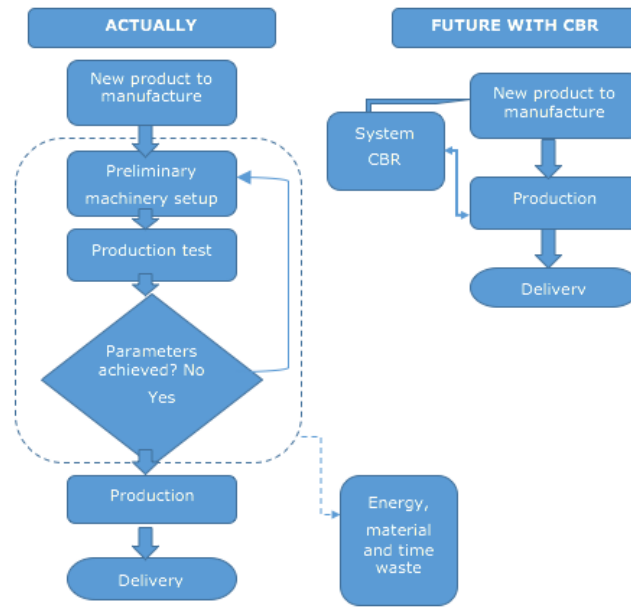 ACTUALLY
New product to
manufacture
Preliminary
machinery setup
Production test
Parameters
achieved? No
Yes
Production
Delivery
Energy,
material
and time
waste
FUTURE WITH CBR
New product to
manufacture
System
CBR
Production
Delivery